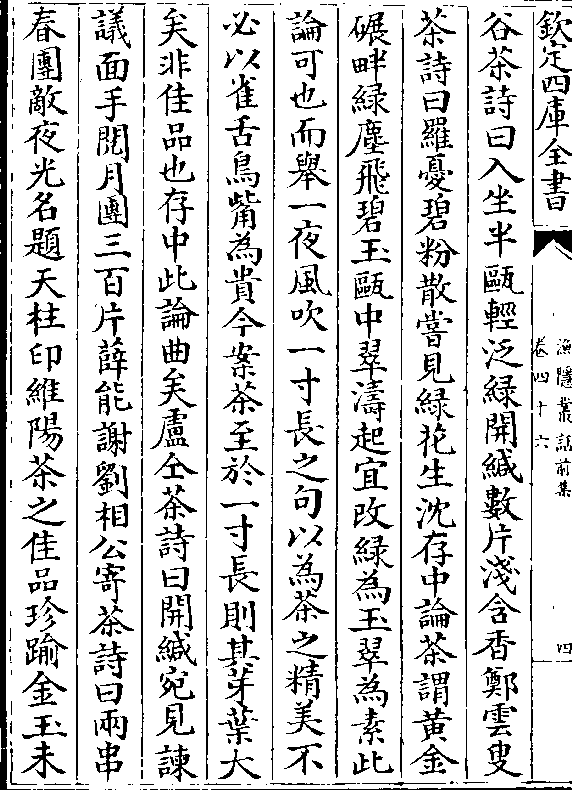 欽定四庫全書
漁隱叢話前集
卷四十六
四
谷茶詩曰入坐半甌輕泛綠開緘數片淺含香鄭雲叟
茶詩曰羅憂碧粉散嘗見綠花生沈存中論茶謂黃金
碾畔綠塵飛碧玉甌中翠濤起宜改綠為玉翠為素此
論可也而舉一夜風吹一寸長之句以為茶之精美不
必以雀舌鳥觜為貴今案茶至於一寸長則其芽葉大
矣非佳品也存中此論曲矣盧仝茶詩曰開緘宛見諫
議面手閱月團三百片薛能謝劉相公寄茶詩曰兩串
春團敵夜光名題天柱印維陽茶之佳品珍踰金玉未